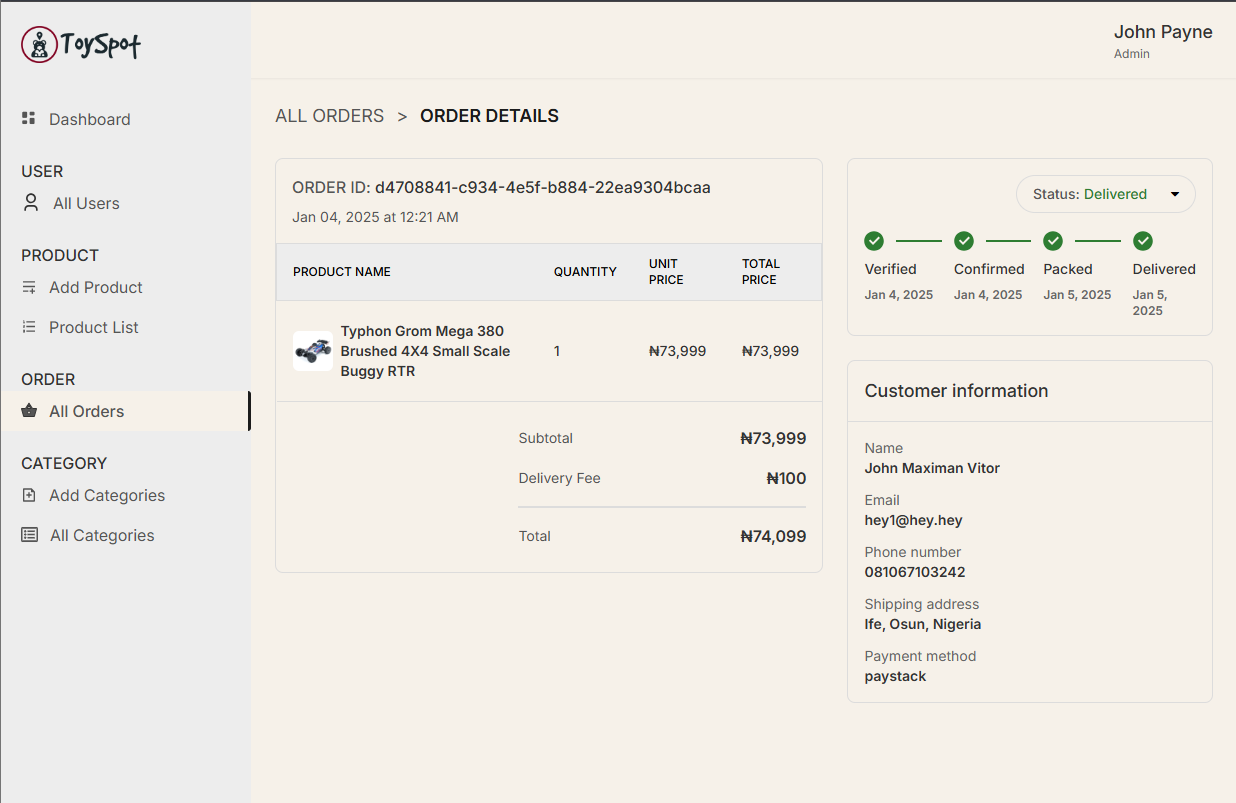 ToySpot
John Payne
Admin
Dashboard
USER
All Users
PRODUCT
Add Product
Product List
ORDER
All Orders
CATEGORY
Add Categories
All Categories
ALL ORDERS > ORDER DETAILS
ORDER ID: d4708841-c934-4e5f-b884-22ea9304bcaa
Jan 04, 2025 at 12:21 AM
PRODUCT NAME
QUANTITY
UNIT
PRICE
TOTAL
PRICE
Typhon Grom Mega 380
Brushed 4X4 Small Scale
Buggy RTR
1
₦73,999
₦73,999
Subtotal
₦73,999
Delivery Fee
₦100
Total
₦74,099
Status: Delivered
Verified
Jan 4, 2025
Confirmed
Jan 4, 2025
Packed
Jan 5, 2025
Delivered
Jan 5,
2025
Customer information
Name
John Maximan Vitor
Email
hey1@hey.hey
Phone number
081067103242
Shipping address
Ife, Osun, Nigeria
Payment method
paystack